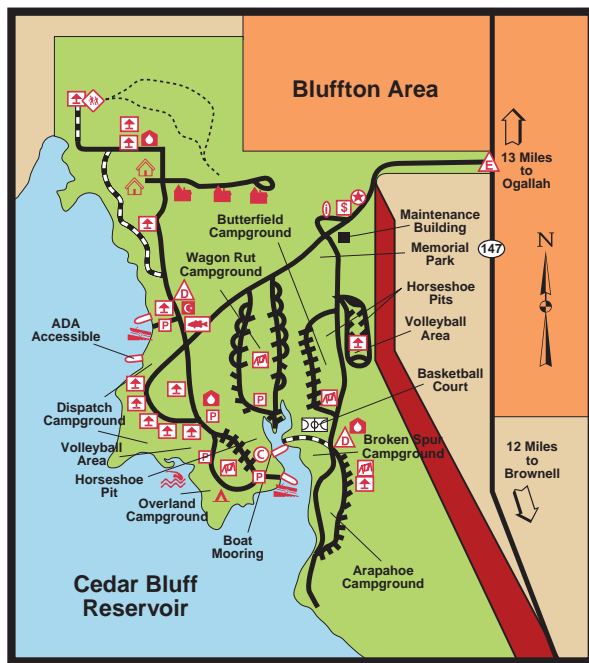 Bluffton Area
E
13 Miles
to
Ogallah
i
$
Butterfield
Campground
Maintenance
Building
Memorial
Park
147
N
Wagon Rut
Campground
Horseshoe
Pits
Volleyball
Area
D
P
ADA
Accessible
Basketball
Court
P
Dispatch
Campground
P
Volleyball
Area
P
C
D
Broken Spur
Campground
12 Miles
to
Brownell
Horseshoe
Pit
P
Overland
Campground
Boat
Mooring
Arapahoe
Campground
Cedar Bluff
Reservoir